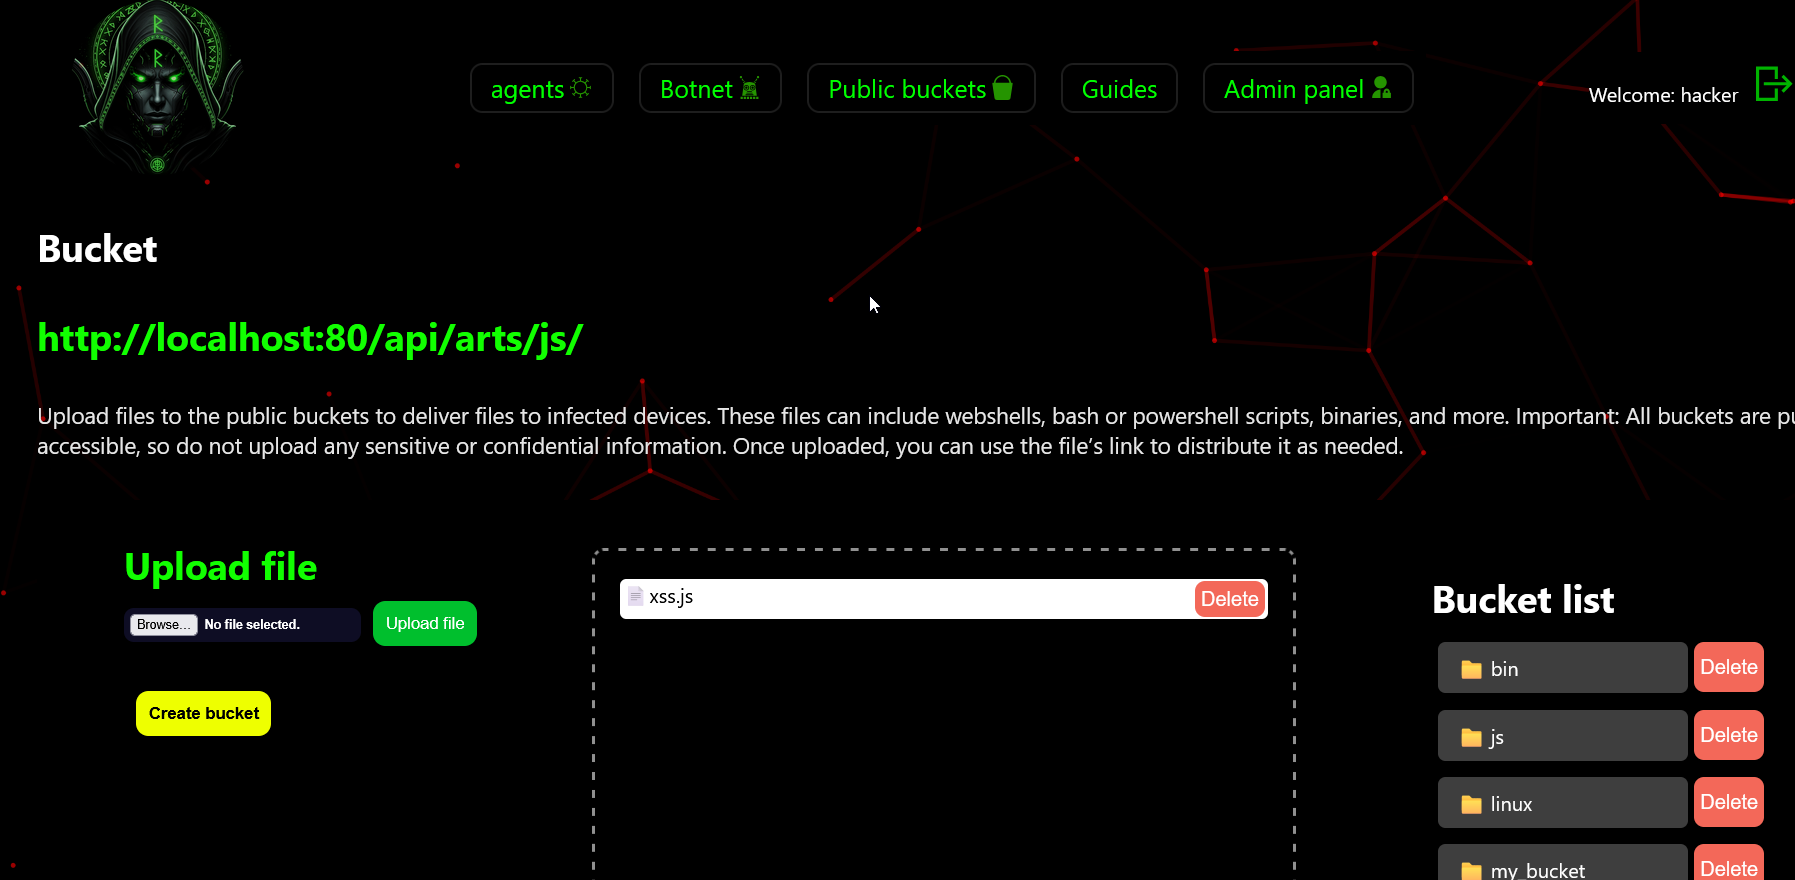 agents
Botnet
Public buckets
Guides
Admin panel
Welcome: hacker
Bucket
http://localhost:80/api/arts/js/
Upload files to the public buckets to deliver files to infected devices. These files can include webshells, bash or powershell scripts, binaries, and more. Important: All buckets are pu
accessible, so do not upload any sensitive or confidential information. Once uploaded, you can use the file’s link to distribute it as needed.
Upload file
Browse... No file selected.
Upload file
Create bucket
xss.js
Delete
Bucket list
bin
Delete
js
Delete
linux
Delete
my_bucket
Delete